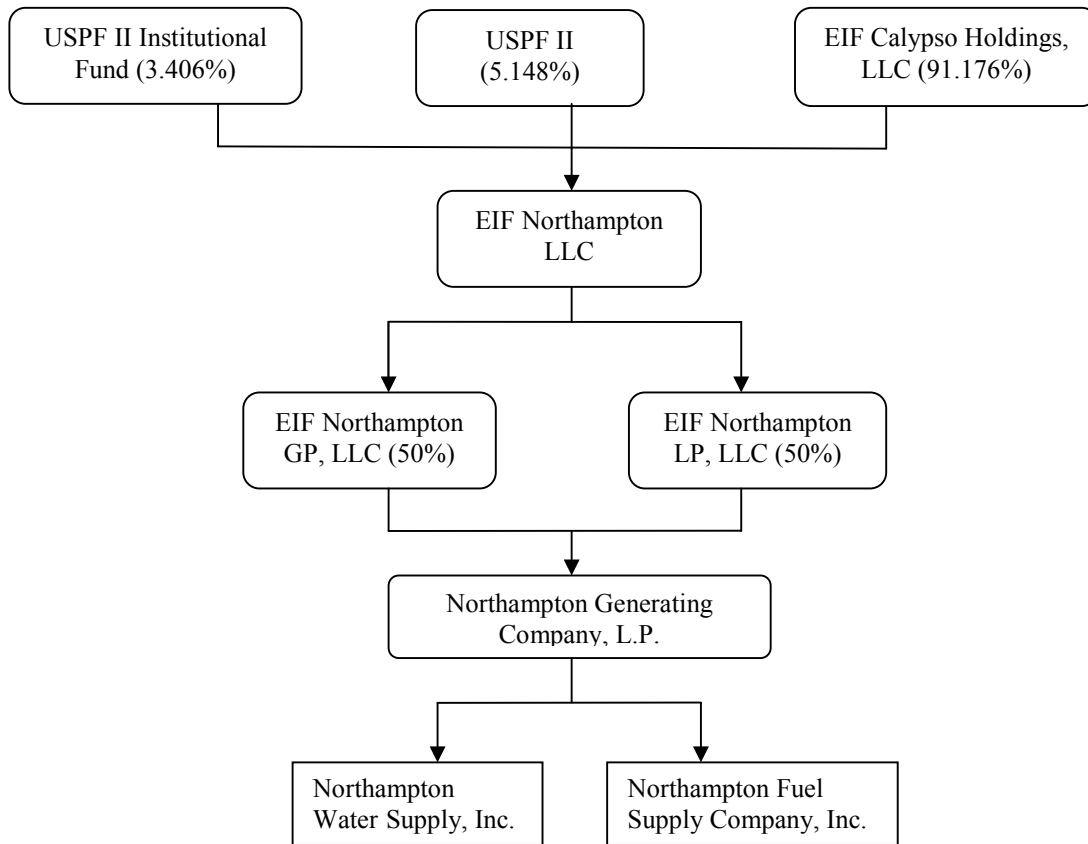 USPF II Institutional
Fund (3.406%)
USPF II
(5.148%)
EIF Calypso Holdings,
LLC (91.176%)
EIF Northampton
LLC
EIF Northampton
GP, LLC (50%)
EIF Northampton
LP, LLC (50%)
Northampton Generating
Company, L.P.
Northampton
Water Supply, Inc.
Northampton Fuel
Supply Company, Inc.